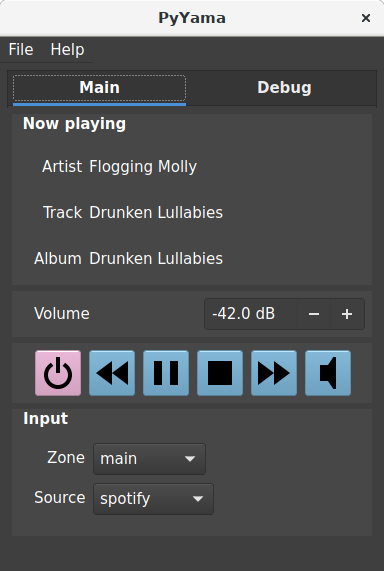 PyYama
File Help
Main Debug
Now playing
Artist Flogging Molly
Track Drunken Lullabies
Album Drunken Lullabies
Volume -42.0 dB
Input
Zone main
Source spotify